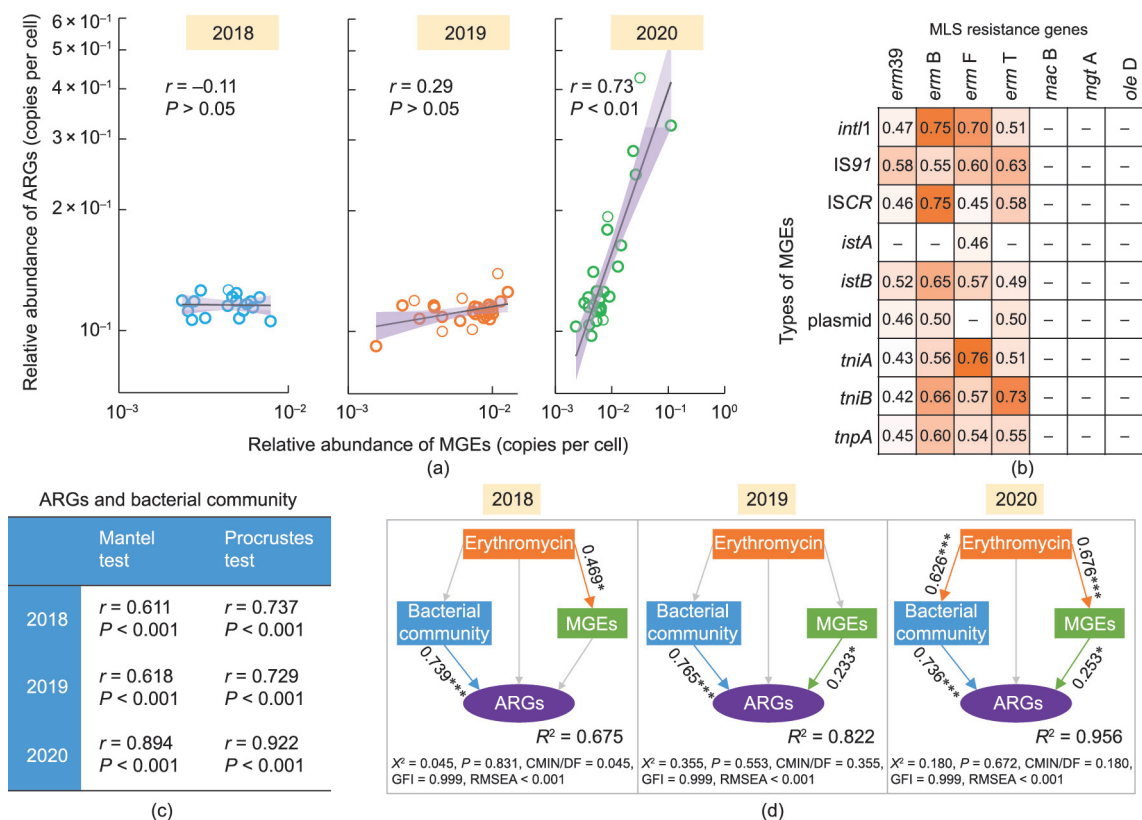 2018
2019
2020
Relative abundance of ARGs (copies per cell)
6 × 10⁻¹
5 × 10⁻¹
4 × 10⁻¹
3 × 10⁻¹
2 × 10⁻¹
10⁻¹
r = –0.11
P > 0.05
r = 0.29
P > 0.05
r = 0.73
P < 0.01
10⁻³ 10⁻²
10⁻³ 10⁻²
10⁻³ 10⁻² 10⁻¹ 10⁰
Relative abundance of MGEs (copies per cell)
(a)
MLS resistance genes
erm39 erm B erm F erm T mac B mgt A ole D
Types of MGEs
intI1 0.47 0.75 0.70 0.51 – – –
IS91 0.58 0.55 0.60 0.63 – – –
ISCR 0.46 0.75 0.45 0.58 – – –
istA – – 0.46 – – – –
istB 0.52 0.65 0.57 0.49 – – –
plasmid 0.46 0.50 – 0.50 – – –
tniA 0.43 0.56 0.76 0.51 – – –
tniB 0.42 0.66 0.57 0.73 – – –
tnpA 0.45 0.60 0.54 0.55 – – –
(b)
ARGs and bacterial community
Mantel
test
Procrustes
test
2018
r = 0.611
P < 0.001
r = 0.737
P < 0.001
2019
r = 0.618
P < 0.001
r = 0.729
P < 0.001
2020
r = 0.894
P < 0.001
r = 0.922
P < 0.001
(c)
2018
Erythromycin
0.469*
Bacterial
community
MGEs
0.739***
ARGs
R² = 0.675
X² = 0.045, P = 0.831, CMIN/DF = 0.045,
GFI = 0.999, RMSEA < 0.001
2019
Erythromycin
Bacterial
community
MGEs
0.765***
0.233*
ARGs
R² = 0.822
X² = 0.355, P = 0.553, CMIN/DF = 0.355,
GFI = 0.999, RMSEA < 0.001
2020
Erythromycin
0.626***
0.676***
Bacterial
community
MGEs
0.736***
0.253*
ARGs
R² = 0.956
X² = 0.180, P = 0.672, CMIN/DF = 0.180,
GFI = 0.999, RMSEA < 0.001
(d)